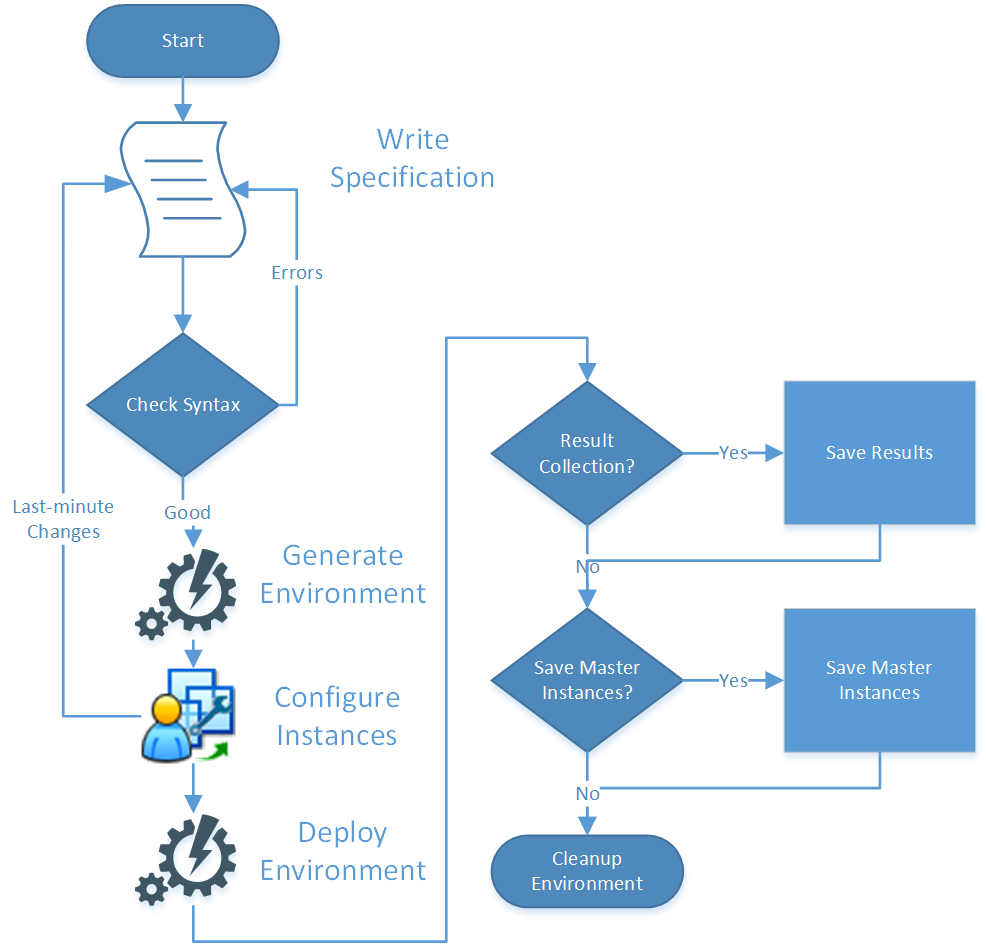 Start
Write
Specification
Errors
Check Syntax
Last-minute
Changes
Good
Generate
Environment
Configure
Instances
Deploy
Environment
Result
Collection?
Yes
Save Results
No
Save Master
Instances?
Yes
Save Master
Instances
No
Cleanup
Environment